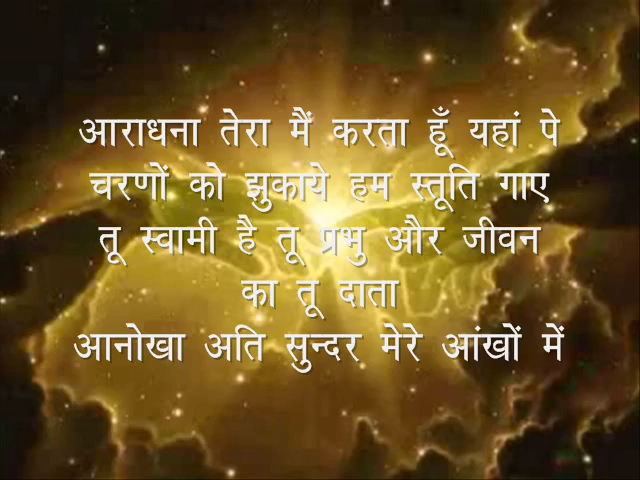 आराधना तेरा मैं करता हूँ यहां पे
चरणों को झुकाये हम स्तूति गाए
तू स्वामी है तू प्रभु और जीवन
का तू दाता
आनोखा अति सुन्दर मेरे आंखों में